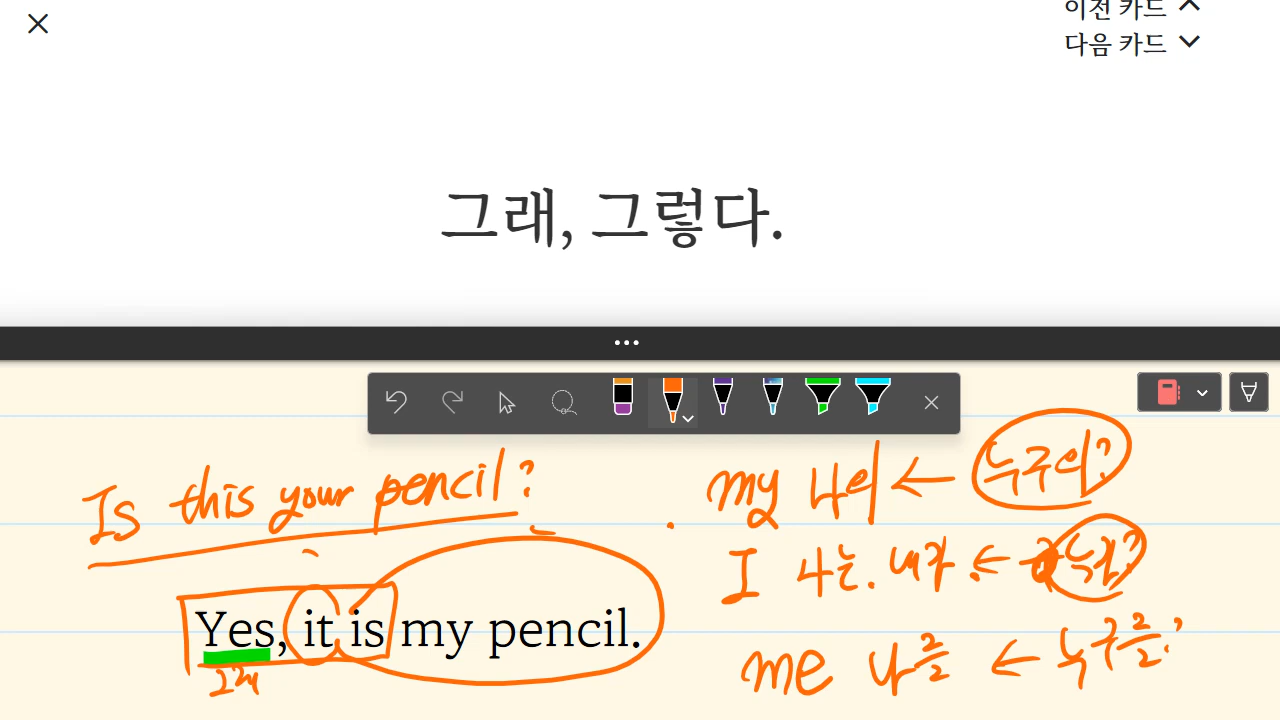 이전 카드
다음 카드
그래, 그렇다.
Is this your pencil?
my 나의 ← 누구의?
I 나는. 내가. ← 누가?
Yes, it is my pencil.
그래
me 나를 ← 누구를?